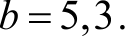 b = 5,3 .